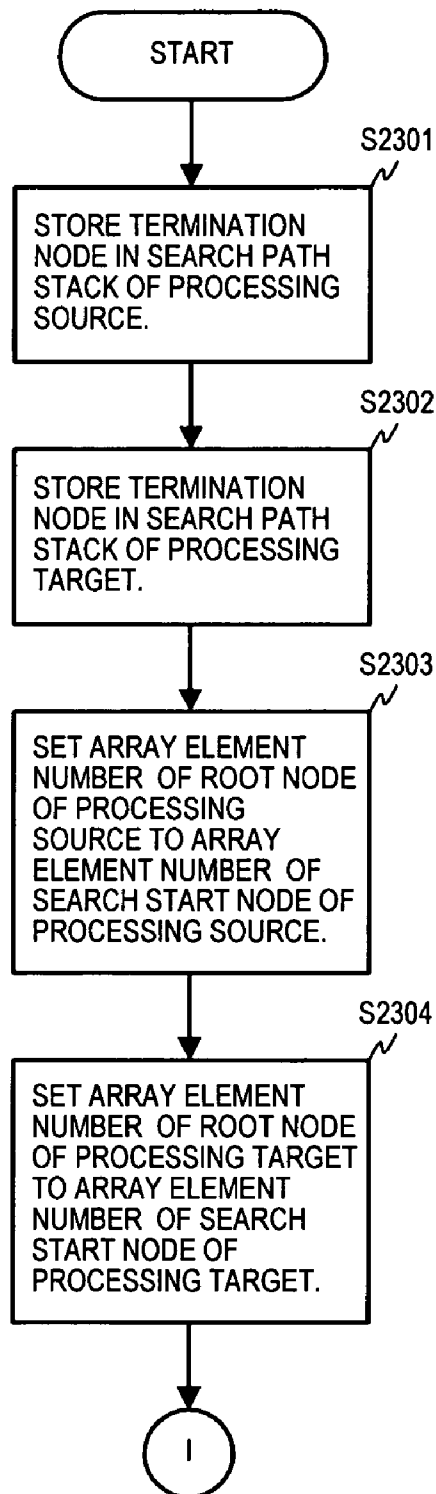 START
S2301
STORE TERMINATION
NODE IN SEARCH PATH
STACK OF PROCESSING
SOURCE.
S2302
STORE TERMINATION
NODE IN SEARCH PATH
STACK OF PROCESSING
TARGET.
S2303
SET ARRAY ELEMENT
NUMBER OF ROOT NODE
OF PROCESSING
SOURCE TO ARRAY
ELEMENT NUMBER OF
SEARCH START NODE OF
PROCESSING SOURCE.
S2304
SET ARRAY ELEMENT
NUMBER OF ROOT NODE
OF PROCESSING TARGET
TO ARRAY ELEMENT
NUMBER OF SEARCH
START NODE OF
PROCESSING TARGET.
I